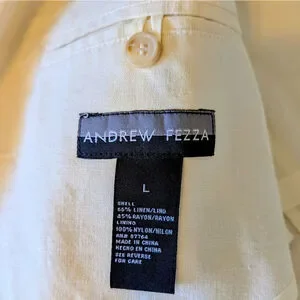 ANDREW FEZZA
L
SHELL
LINEN/LINO
45% RAYON/RAYON
LINING
100% NYLON/NILON
RN# 97764
MADE IN CHINA
HECHO EN CHINA
SEE REVERSE
FOR CARE